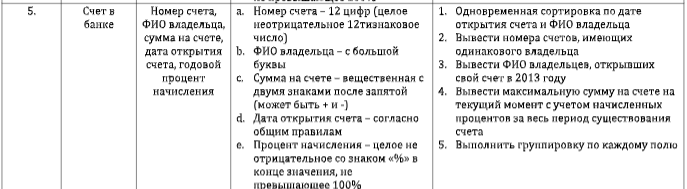 5.
Счет в
банке
Номер счета,
ФИО владельца,
сумма на счете,
дата открытия
счета, годовой
процент
начисления
a. Номер счета – 12 цифр (целое
неотрицательное 12тизнаковое
число)
b. ФИО владельца – с большой
буквы
c. Сумма на счете – вещественная с
двумя знаками после запятой
(может быть + и -)
d. Дата открытия счета – согласно
общим правилам
e. Процент начисления – целое не
отрицательное со знаком «%» в
конце значения, не
превышающее 100%
1. Одновременная сортировка по дате
открытия счета и ФИО владельца
2. Вывести номера счетов, имеющих
одинакового владельца
3. Вывести ФИО владельцев, открывших
свой счет в 2013 году
4. Вывести максимальную сумму на счете на
текущий момент с учетом начисленных
процентов за весь период существования
счета
5. Выполнить группировку по каждому полю